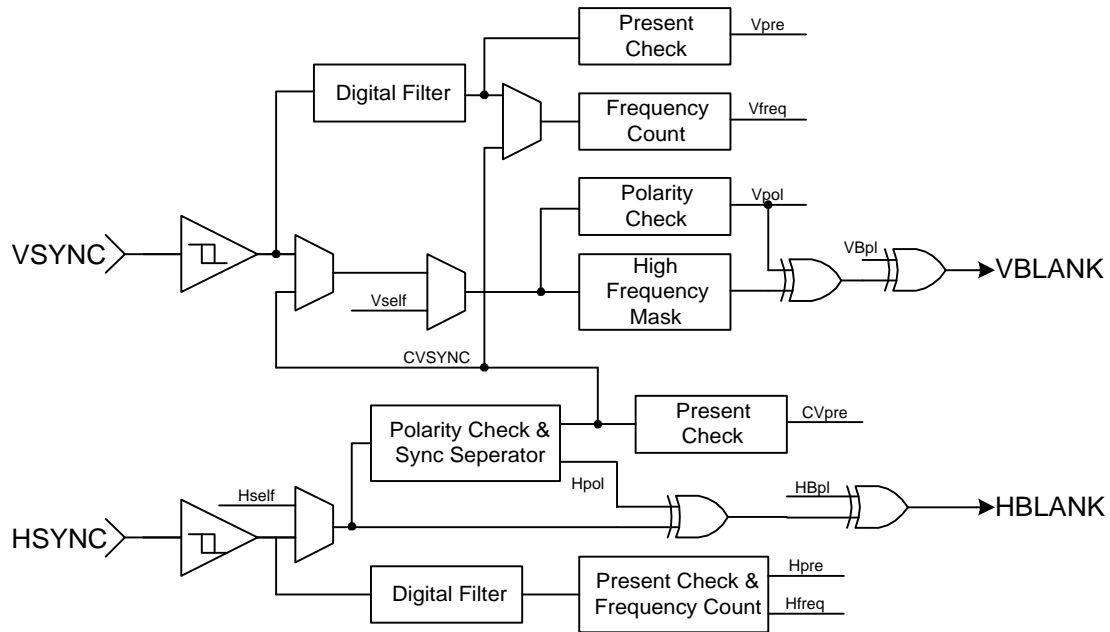 Present
Check
Vpre
Digital Filter
Frequency
Count
Vfreq
Polarity
Check
Vpol
VSYNC
VBpl
VBLANK
High
Frequency
Mask
Vself
CVSYNC
Present
Check
CVpre
Polarity Check &
Sync Seperator
Hpol
Hself
HBpl
HSYNC
HBLANK
Digital Filter
Present Check &
Frequency Count
Hpre
Hfreq